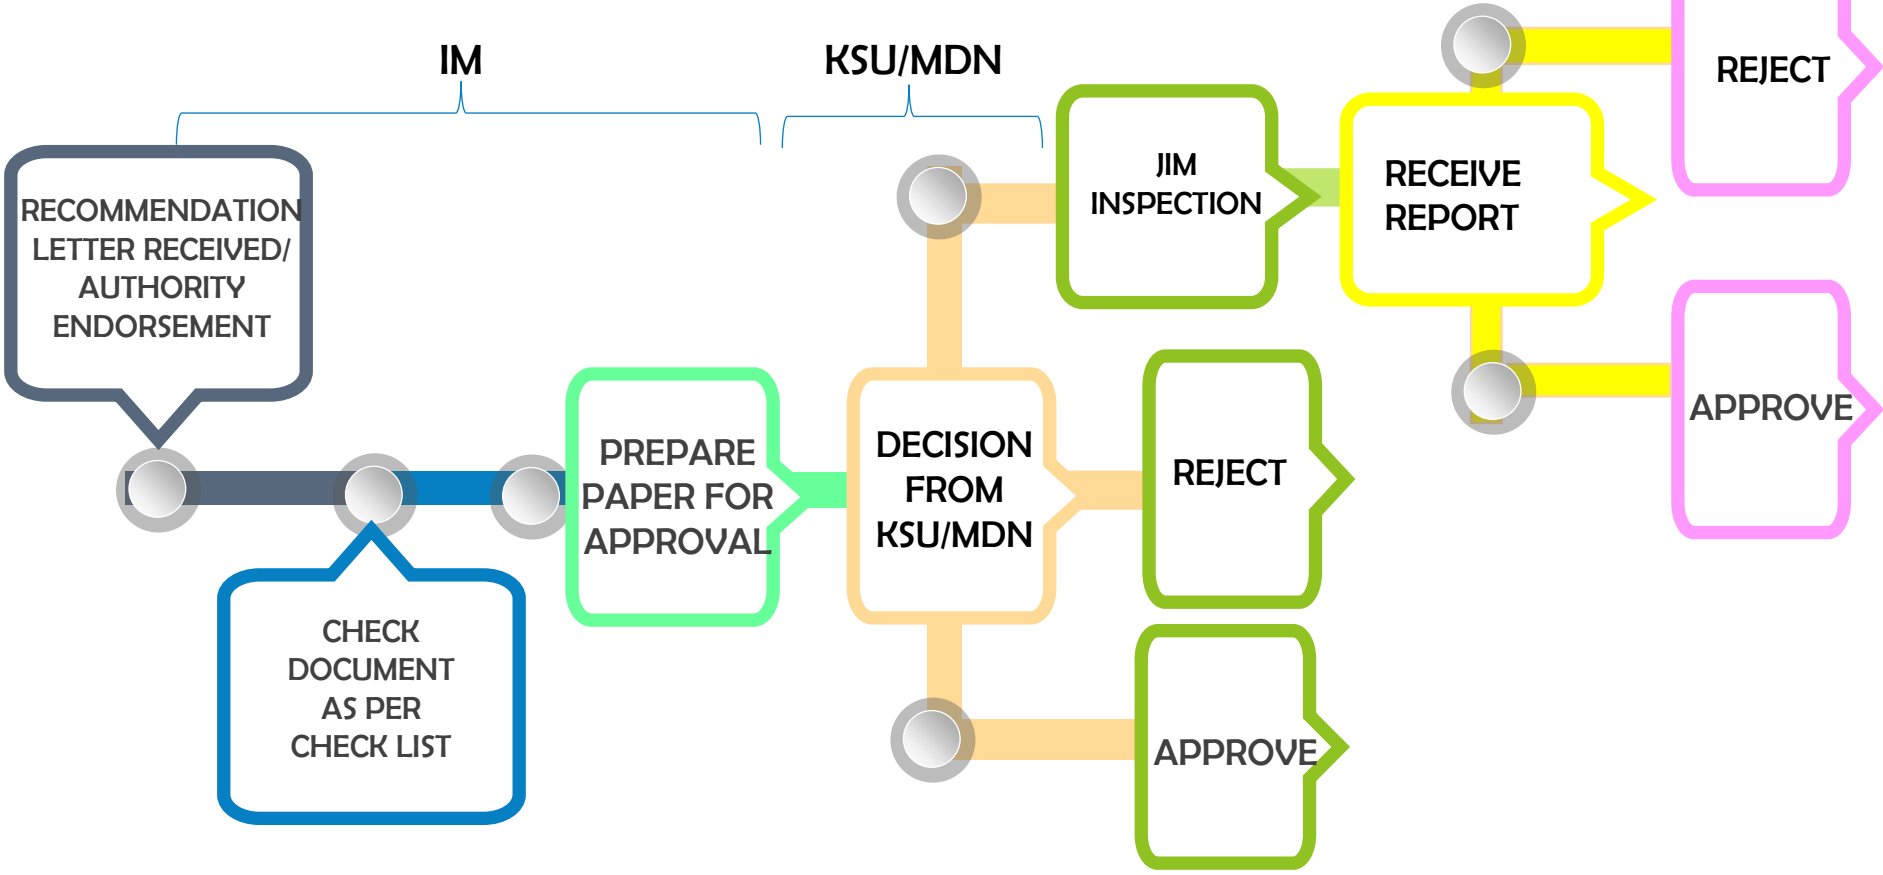 IM
KSU/MDN
RECOMMENDATION
LETTER RECEIVED/
AUTHORITY
ENDORSEMENT
CHECK
DOCUMENT
AS PER
CHECK LIST
PREPARE
PAPER FOR
APPROVAL
DECISION
FROM
KSU/MDN
JIM
INSPECTION
REJECT
APPROVE
RECEIVE
REPORT
REJECT
APPROVE